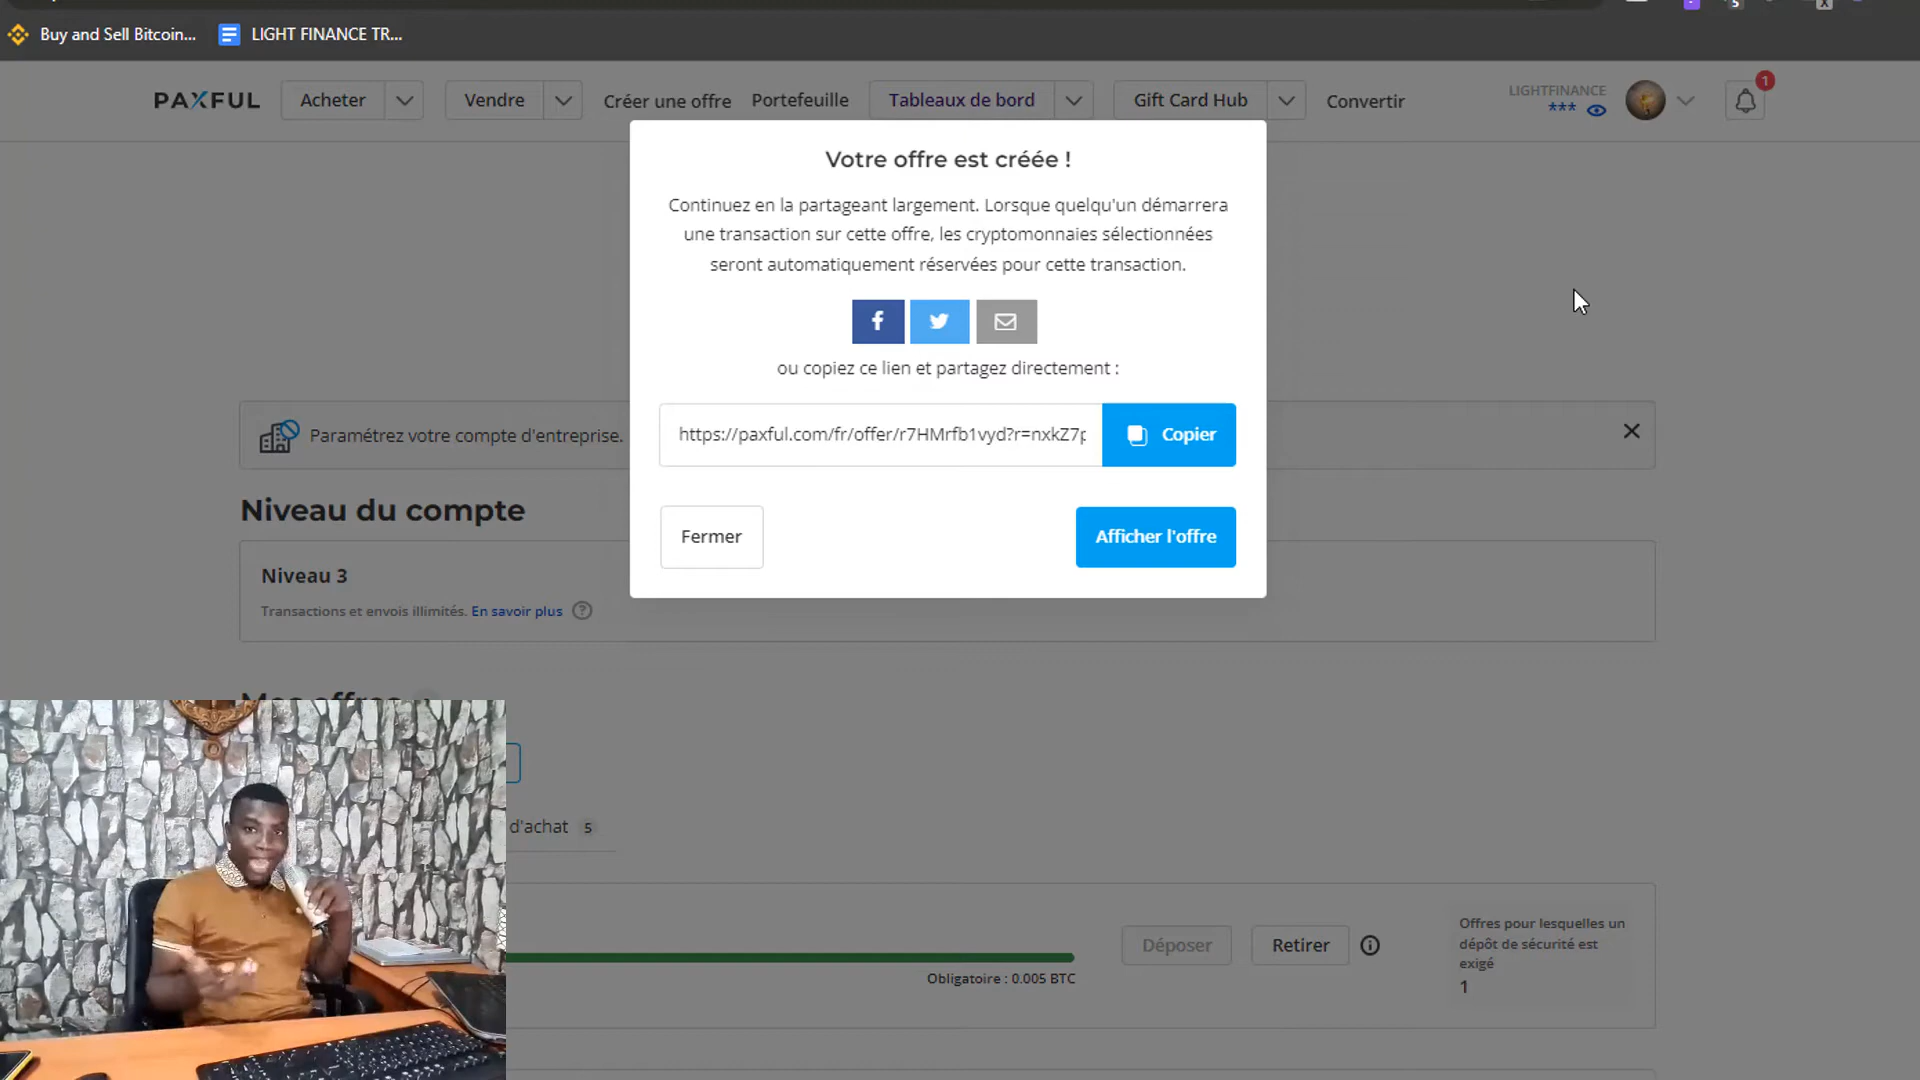 Buy and Sell Bitcoin... LIGHT FINANCE TR...
PAXFUL Acheter Vendre Créer une offre Portefeuille Tableaux de bord Gift Card Hub Convertir LIGHTFINANCE 1
***
Votre offre est créée !
Continuez en la partageant largement. Lorsque quelqu'un démarrera
une transaction sur cette offre, les cryptomonnaies sélectionnées
seront automatiquement réservées pour cette transaction.
ou copiez ce lien et partagez directement :
https://paxful.com/fr/offer/r7HMrfb1vyd?r=nxkZ7p Copier
Fermer Afficher l'offre
Paramétrez votre compte d'entreprise.
Niveau du compte
Niveau 3
Transactions et envois illimités. En savoir plus ?
Mes offres
d'achat 5
Obligatoire : 0.005 BTC
Déposer Retirer
Offres pour lesquelles un
dépôt de sécurité est
exigé
1